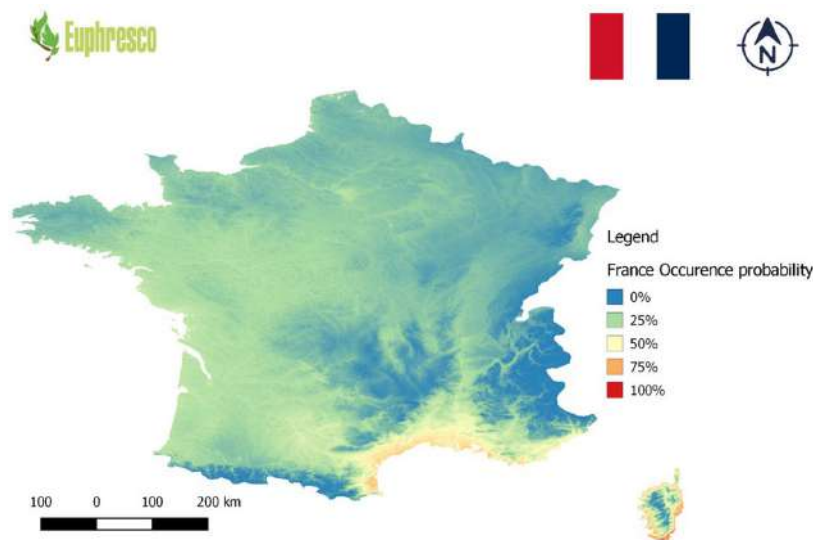 Euphresco
N
Legend
France Occurence probability
0%
25%
50%
75%
100%
100 0 100 200 km